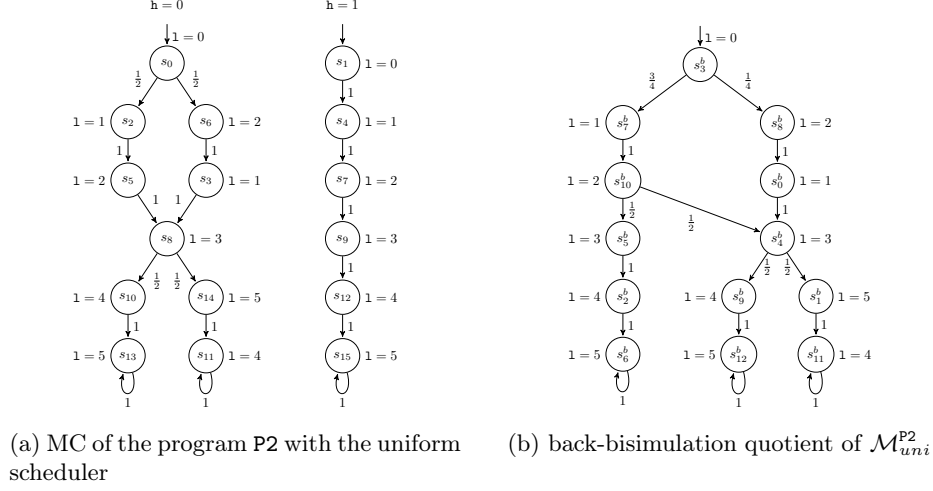 h = 0 h = 1
l = 0 l = 0
s₀ s₁ l = 0 s₃ᵇ
1/2 1/2 1 3/4 1/4
l = 1 s₂ s₆ l = 2 s₄ l = 1 l = 1 s₇ᵇ s₈ᵇ l = 2
1 1 1 1 1
l = 2 s₅ s₃ l = 1 s₇ l = 2 l = 2 s₁₀ᵇ s₀ᵇ l = 1
1 1 1 1/2 1/2 1
s₈ l = 3 s₉ l = 3 l = 3 s₅ᵇ s₄ᵇ l = 3
1/2 1/2 1 1 1/2 1/2
l = 4 s₁₀ s₁₄ l = 5 s₁₂ l = 4 l = 4 s₂ᵇ l = 4 s₉ᵇ s₁ᵇ l = 5
1 1 1 1 1 1
l = 5 s₁₃ s₁₁ l = 4 s₁₅ l = 5 l = 5 s₆ᵇ l = 5 s₁₂ᵇ s₁₁ᵇ l = 4
1 1 1 1 1 1
(a) MC of the program P2 with the uniform
scheduler
(b) back-bisimulation quotient of ℳᴾ²ᵤₙᵢ